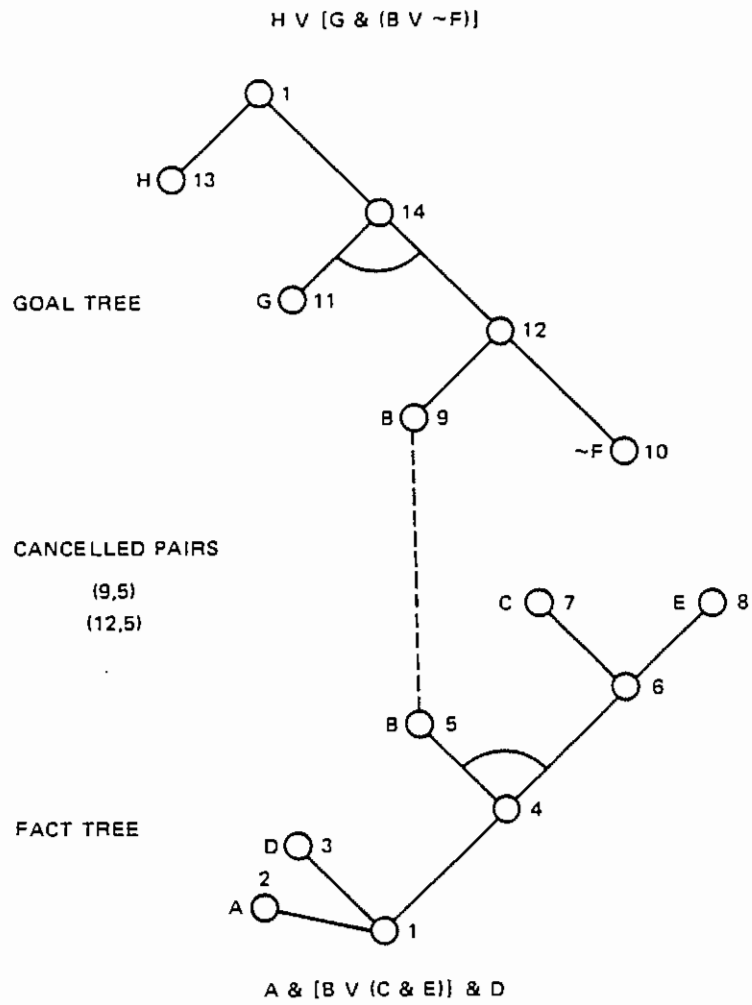 H V [G & (B V ~F)]
1
H 13
14
G 11
GOAL TREE
12
B 9
~F 10
CANCELLED PAIRS
(9,5)
(12,5)
C 7 E 8
6
B 5
4
FACT TREE
D 3
2
A
1
A & [B V (C & E)] & D